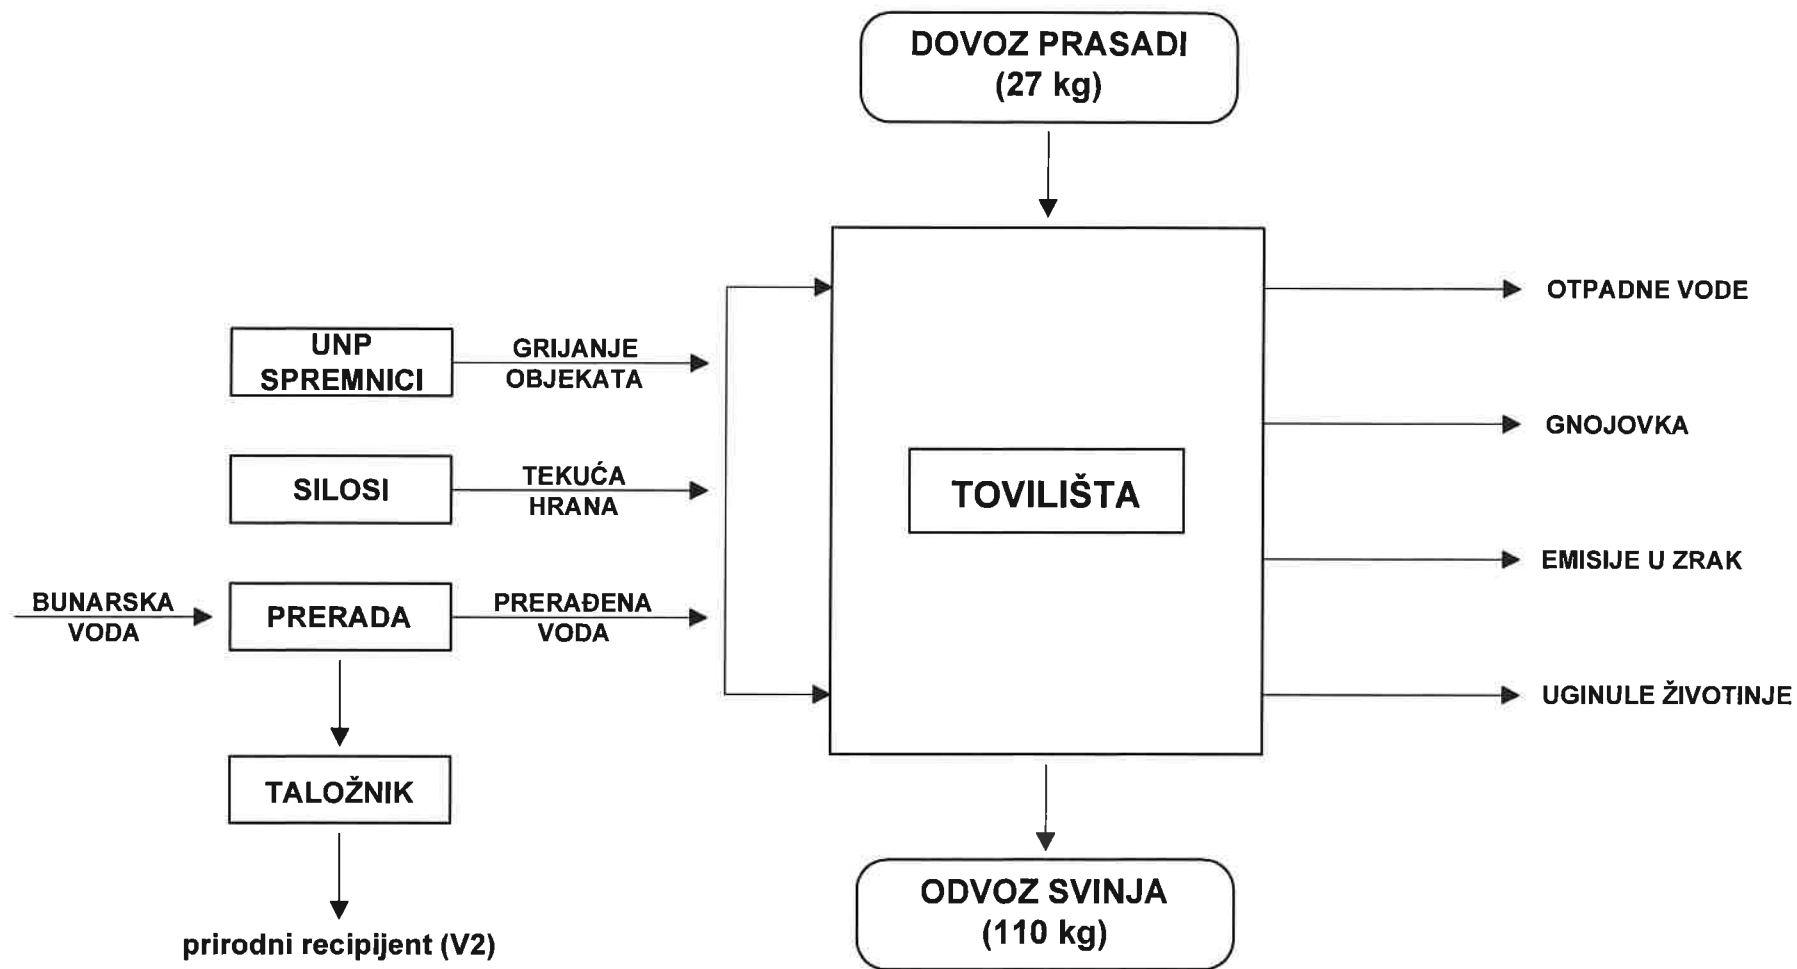 DOVOZ PRASADI
(27 kg)
UNP
SPREMNICI
GRIJANJE
OBJEKATA
SILOSI
TEKUĆA
HRANA
BUNARSKA
VODA
PRERADA
PRERAĐENA
VODA
TALOŽNIK
prirodni recipijent (V2)
TOVILIŠTA
OTPADNE VODE
GNOJOVKA
EMISIJE U ZRAK
UGINULE ŽIVOTINJE
ODVOZ SVINJA
(110 kg)